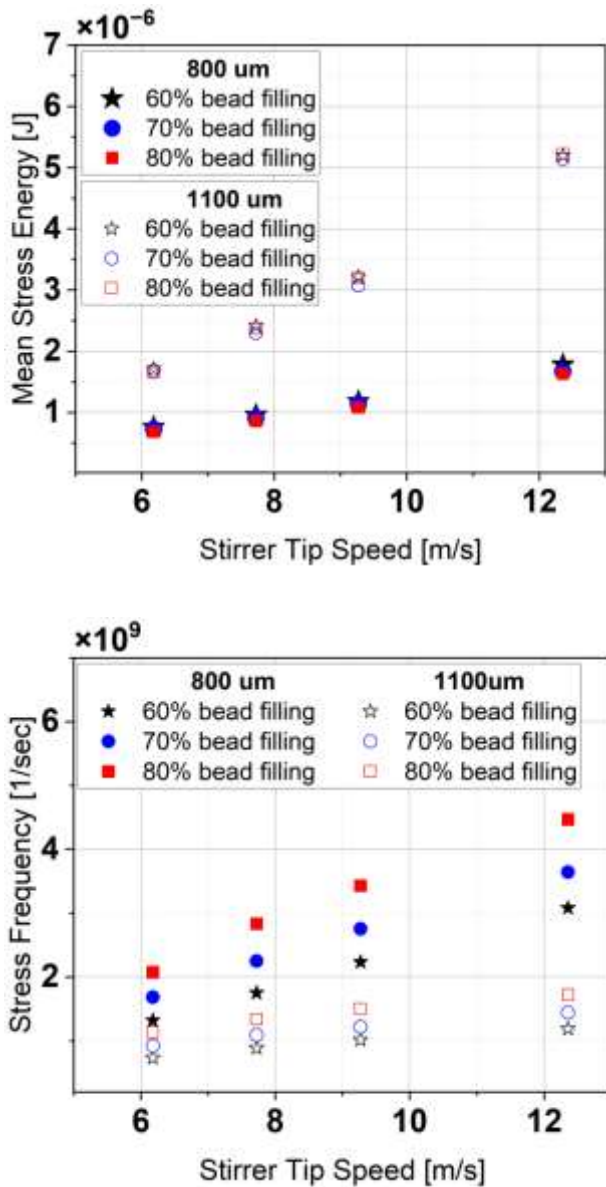 ×10⁻⁶
7
6
5
4
3
2
1
Mean Stress Energy [J]
800 um
60% bead filling
70% bead filling
80% bead filling
1100 um
60% bead filling
70% bead filling
80% bead filling
6 8 10 12
Stirrer Tip Speed [m/s]
×10⁹
6
4
2
Stress Frequency [1/sec]
800 um 1100um
60% bead filling 60% bead filling
70% bead filling 70% bead filling
80% bead filling 80% bead filling
6 8 10 12
Stirrer Tip Speed [m/s]